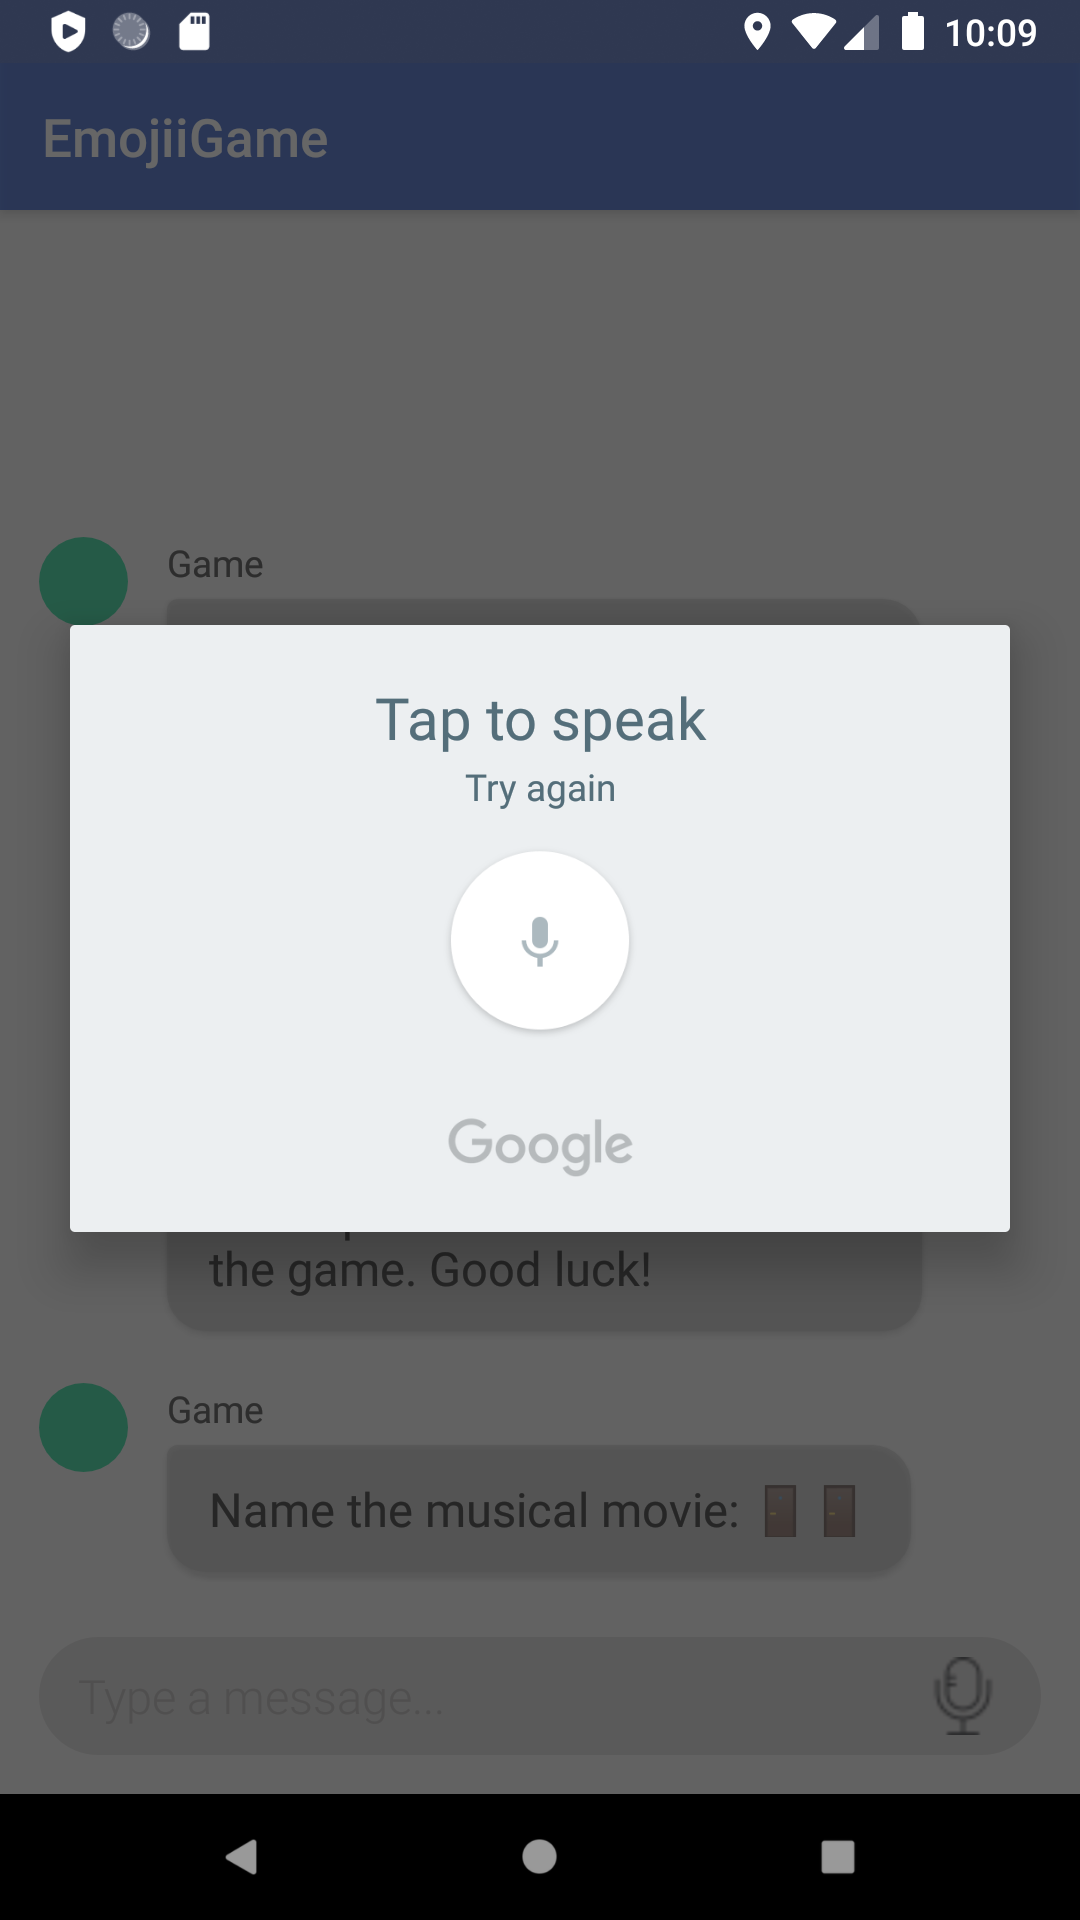 10:09
EmojiiGame
Game
Tap to speak
Try again
Google
the game. Good luck!
Game
Name the musical movie: 🚪 🚪
Type a message...